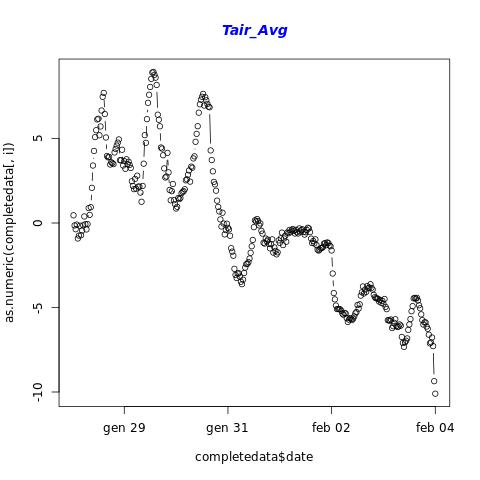 Tair_Avg
as.numeric(completedata[, i])
5
0
-5
-10
gen 29
gen 31
feb 02
feb 04
completedata$date